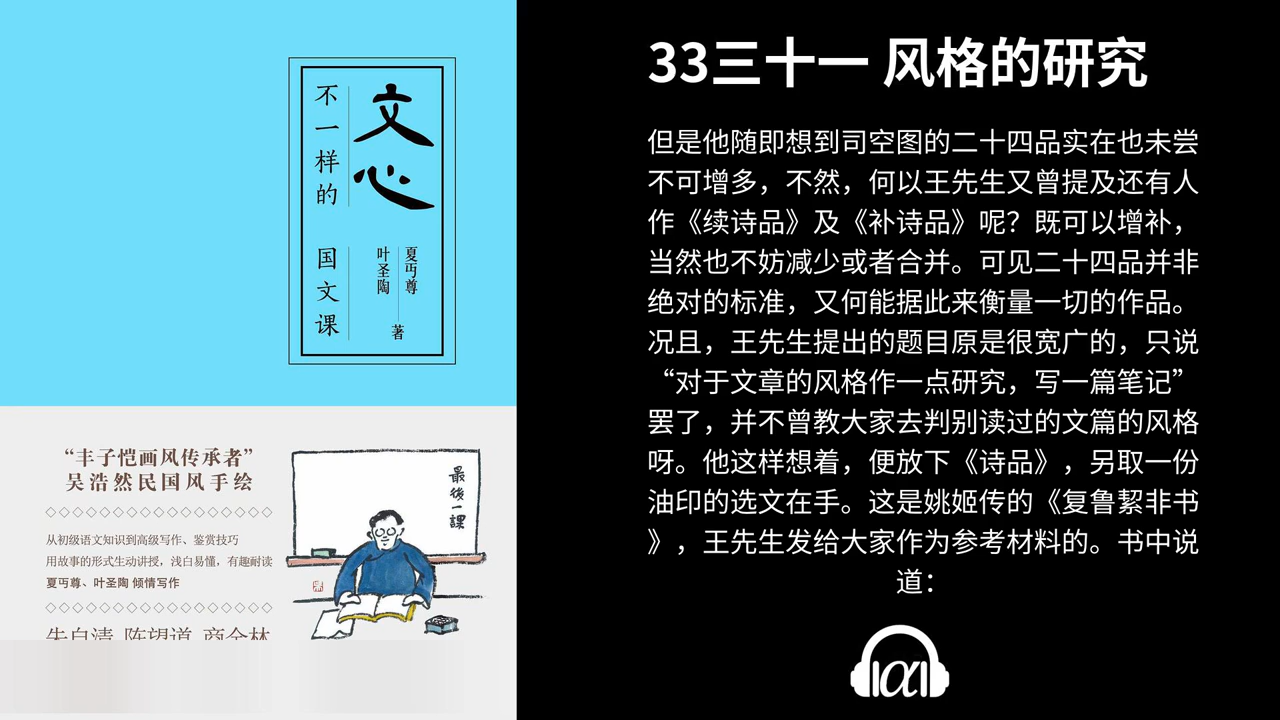 文心
不一样的 国文课
夏丏尊
叶圣陶
著
“丰子恺画风传承者”
吴浩然民国风手绘
从初级语文知识到高级写作、鉴赏技巧
用故事的形式生动讲授，浅白易懂，有趣耐读
夏丏尊、叶圣陶 倾情写作
朱自清 陈望道 商金林
最後一課
33三十一 风格的研究
但是他随即想到司空图的二十四品实在也未尝
不可增多，不然，何以王先生又曾提及还有人
作《续诗品》及《补诗品》呢？既可以增补，
当然也不妨减少或者合并。可见二十四品并非
绝对的标准，又何能据此来衡量一切的作品。
况且，王先生提出的题目原是很宽广的，只说
“对于文章的风格作一点研究，写一篇笔记”
罢了，并不曾教大家去判别读过的文篇的风格
呀。他这样想着，便放下《诗品》，另取一份
油印的选文在手。这是姚姬传的《复鲁絜非书
》，王先生发给大家作为参考材料的。书中说
道：